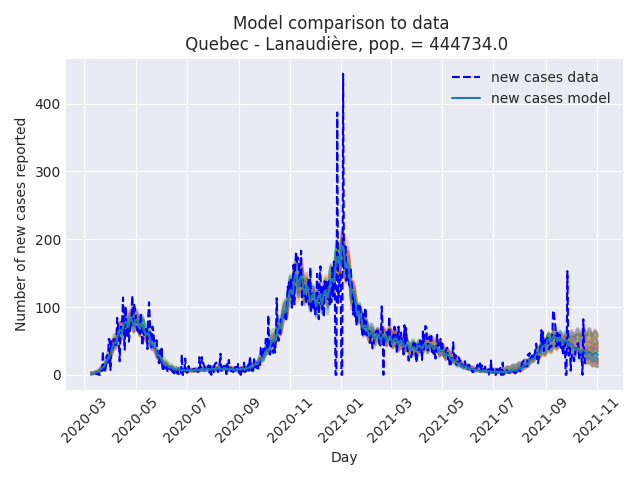 Model comparison to data
Quebec - Lanaudière, pop. = 444734.0
new cases data
new cases model
Number of new cases reported
400
300
200
100
0
2020-03
2020-05
2020-07
2020-09
2020-11
2021-01
2021-03
2021-05
2021-07
2021-09
2021-11
Day